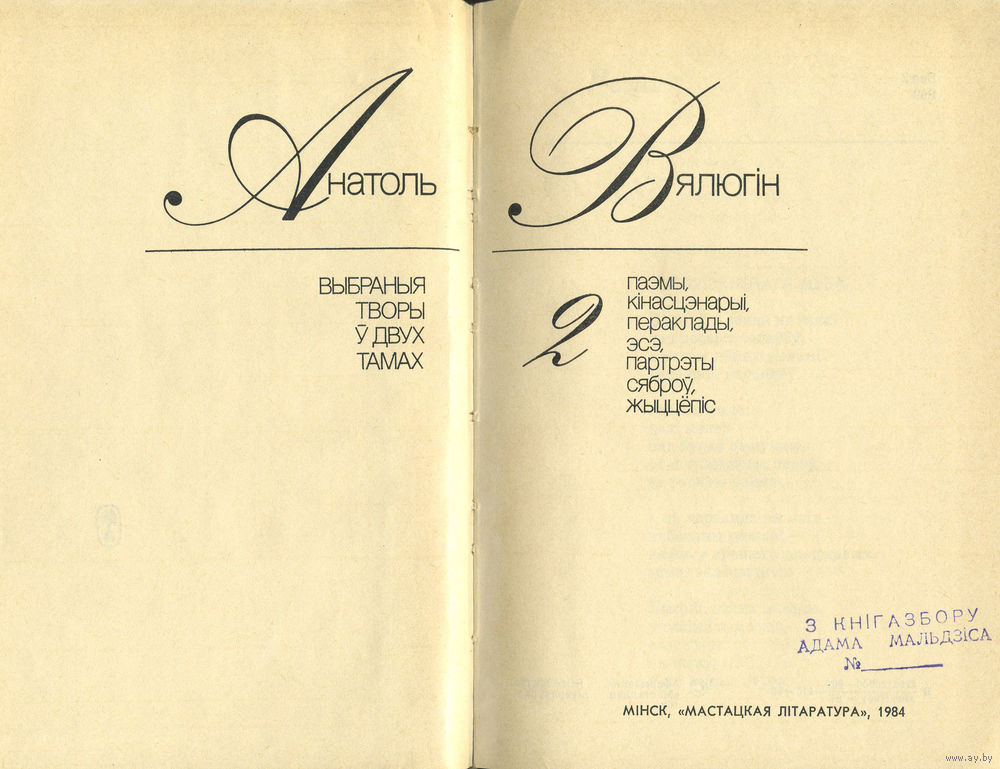 Анатоль
ВЫБРАНЫЯ
ТВОРЫ
Ў ДВУХ
ТАМАХ
Вялюгін
2
паэмы,
кінасцэнарыі,
пераклады,
эсэ,
партрэты
сяброў,
жыццёпіс
З КНІГАЗБОРУ
АДАМА МАЛЬДЗІСА
№
МІНСК, «МАСТАЦКАЯ ЛІТАРАТУРА», 1984
www.ay.by